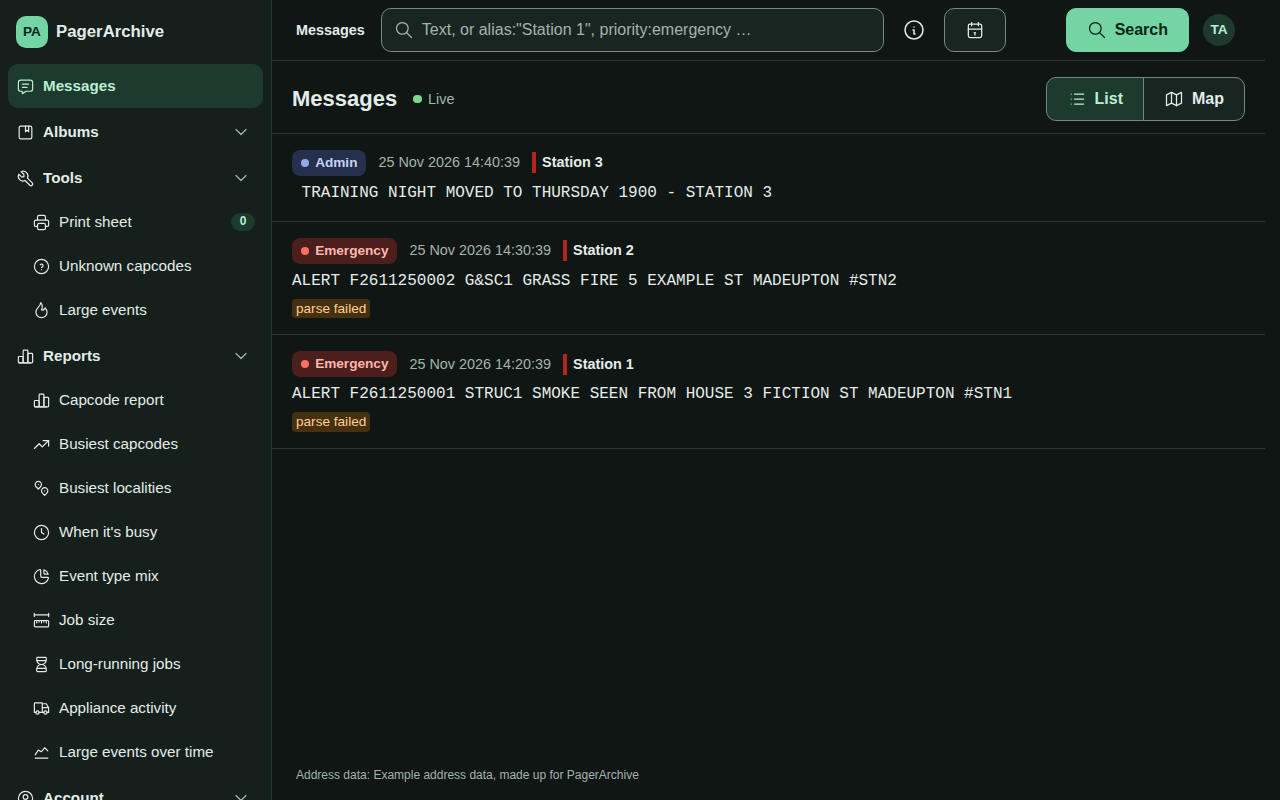 PA PagerArchive
Messages
Albums
Tools
Print sheet 0
Unknown capcodes
Large events
Reports
Capcode report
Busiest capcodes
Busiest localities
When it's busy
Event type mix
Job size
Long-running jobs
Appliance activity
Large events over time
Account
Messages Text, or alias:"Station 1", priority:emergency … Search TA
Messages Live List Map
Admin 25 Nov 2026 14:40:39 Station 3
TRAINING NIGHT MOVED TO THURSDAY 1900 - STATION 3
Emergency 25 Nov 2026 14:30:39 Station 2
ALERT F2611250002 G&SC1 GRASS FIRE 5 EXAMPLE ST MADEUPTON #STN2
parse failed
Emergency 25 Nov 2026 14:20:39 Station 1
ALERT F2611250001 STRUC1 SMOKE SEEN FROM HOUSE 3 FICTION ST MADEUPTON #STN1
parse failed
Address data: Example address data, made up for PagerArchive